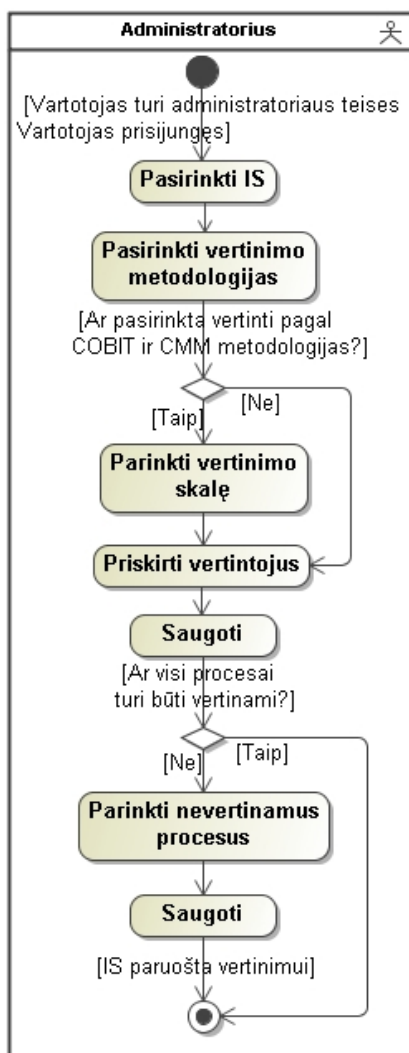 Administratorius
[Vartotojas turi administratoriaus teises
Vartotojas prisijungęs]
Pasirinkti IS
Pasirinkti vertinimo
metodologijas
[Ar pasirinkta vertinti pagal
COBIT ir CMM metodologijas?]
[Ne]
[Taip]
Parinkti vertinimo
skalę
Priskirti vertintojus
Saugoti
[Ar visi procesai
turi būti vertinami?]
[Taip]
[Ne]
Parinkti nevertinamus
procesus
Saugoti
[IS paruošta vertinimui]